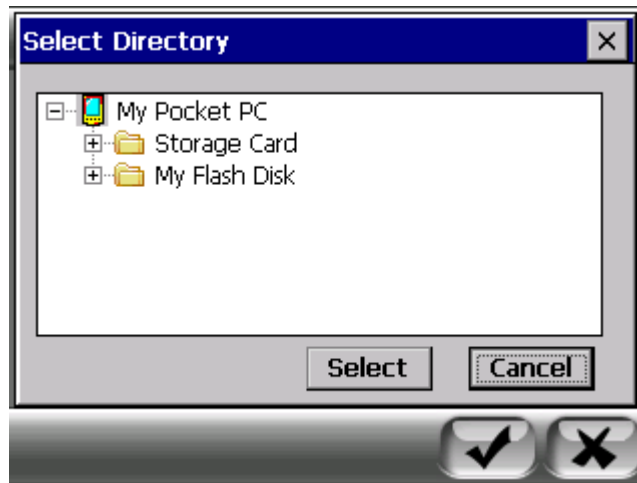 Select Directory
My Pocket PC
Storage Card
My Flash Disk
Select Cancel